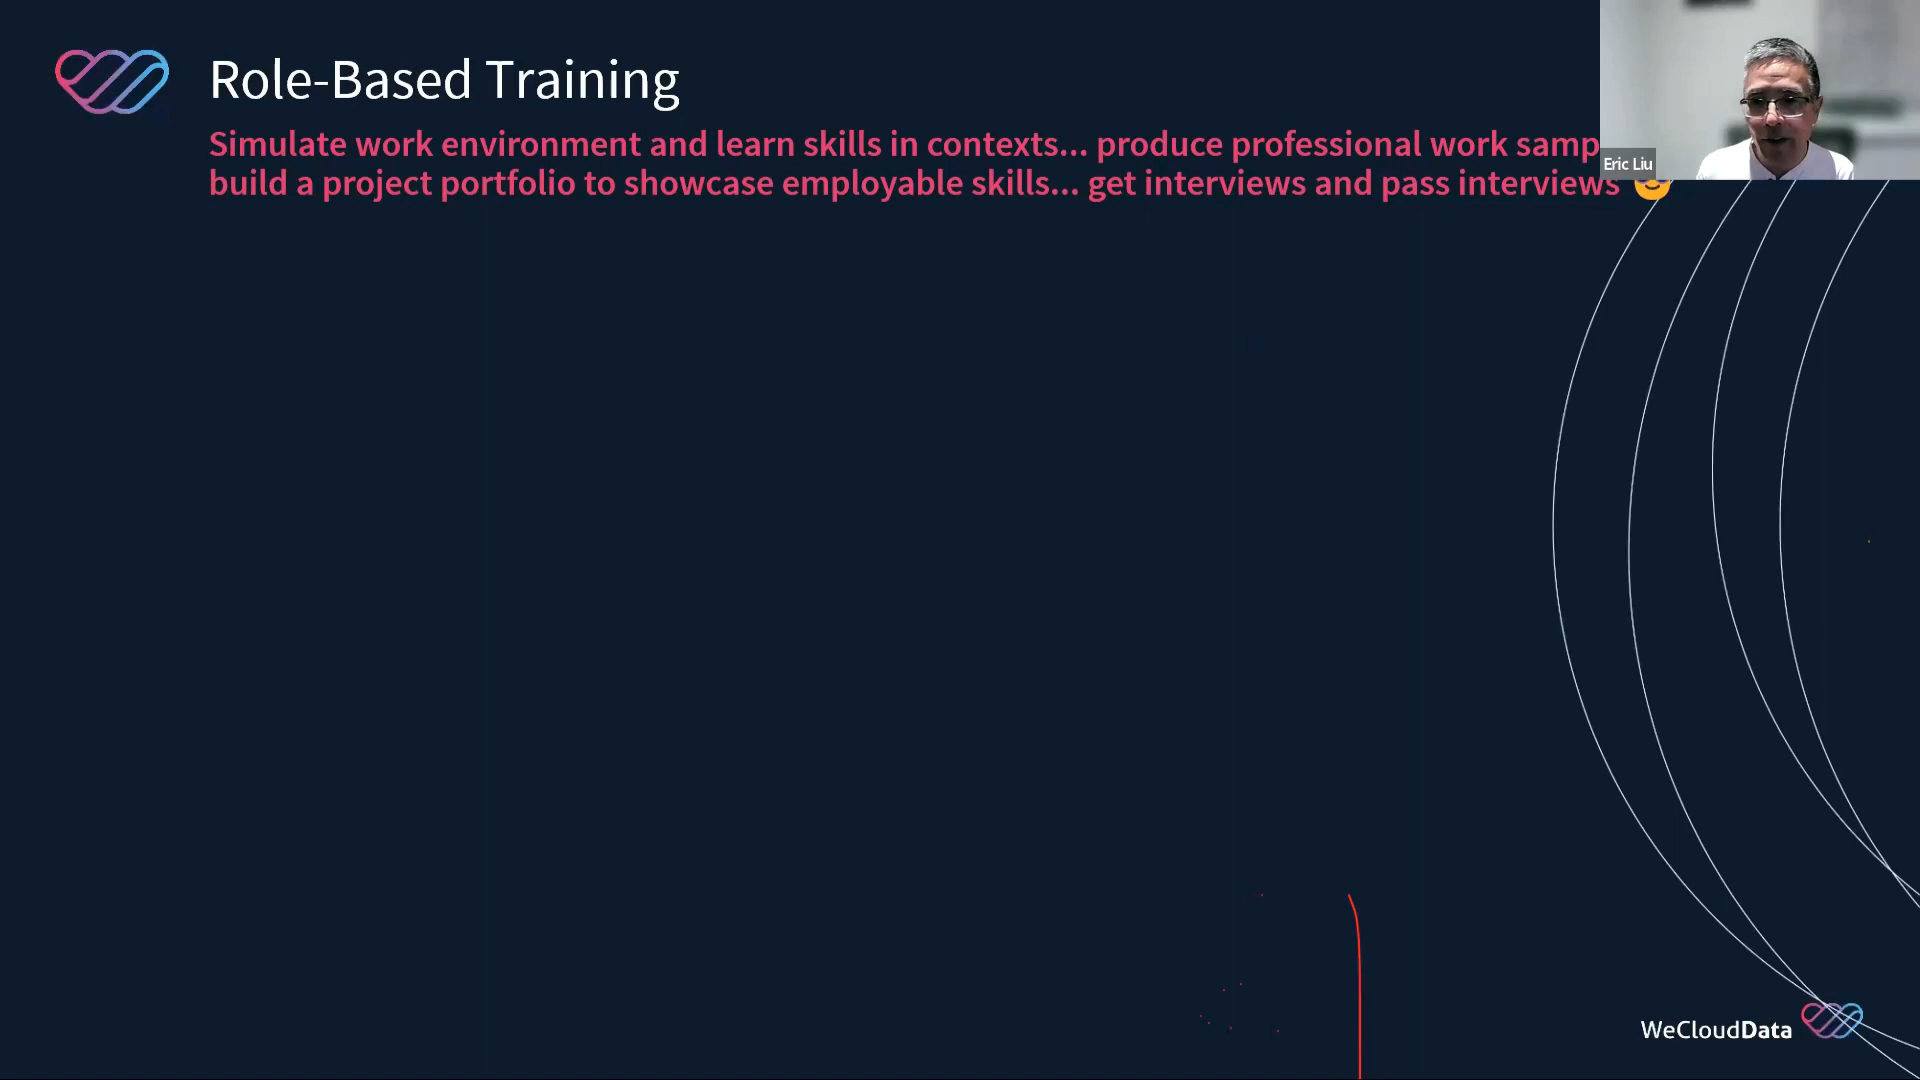 Role-Based Training
Simulate work environment and learn skills in contexts... produce professional work samp
build a project portfolio to showcase employable skills... get interviews and pass interviews
Eric Liu
WeCloudData